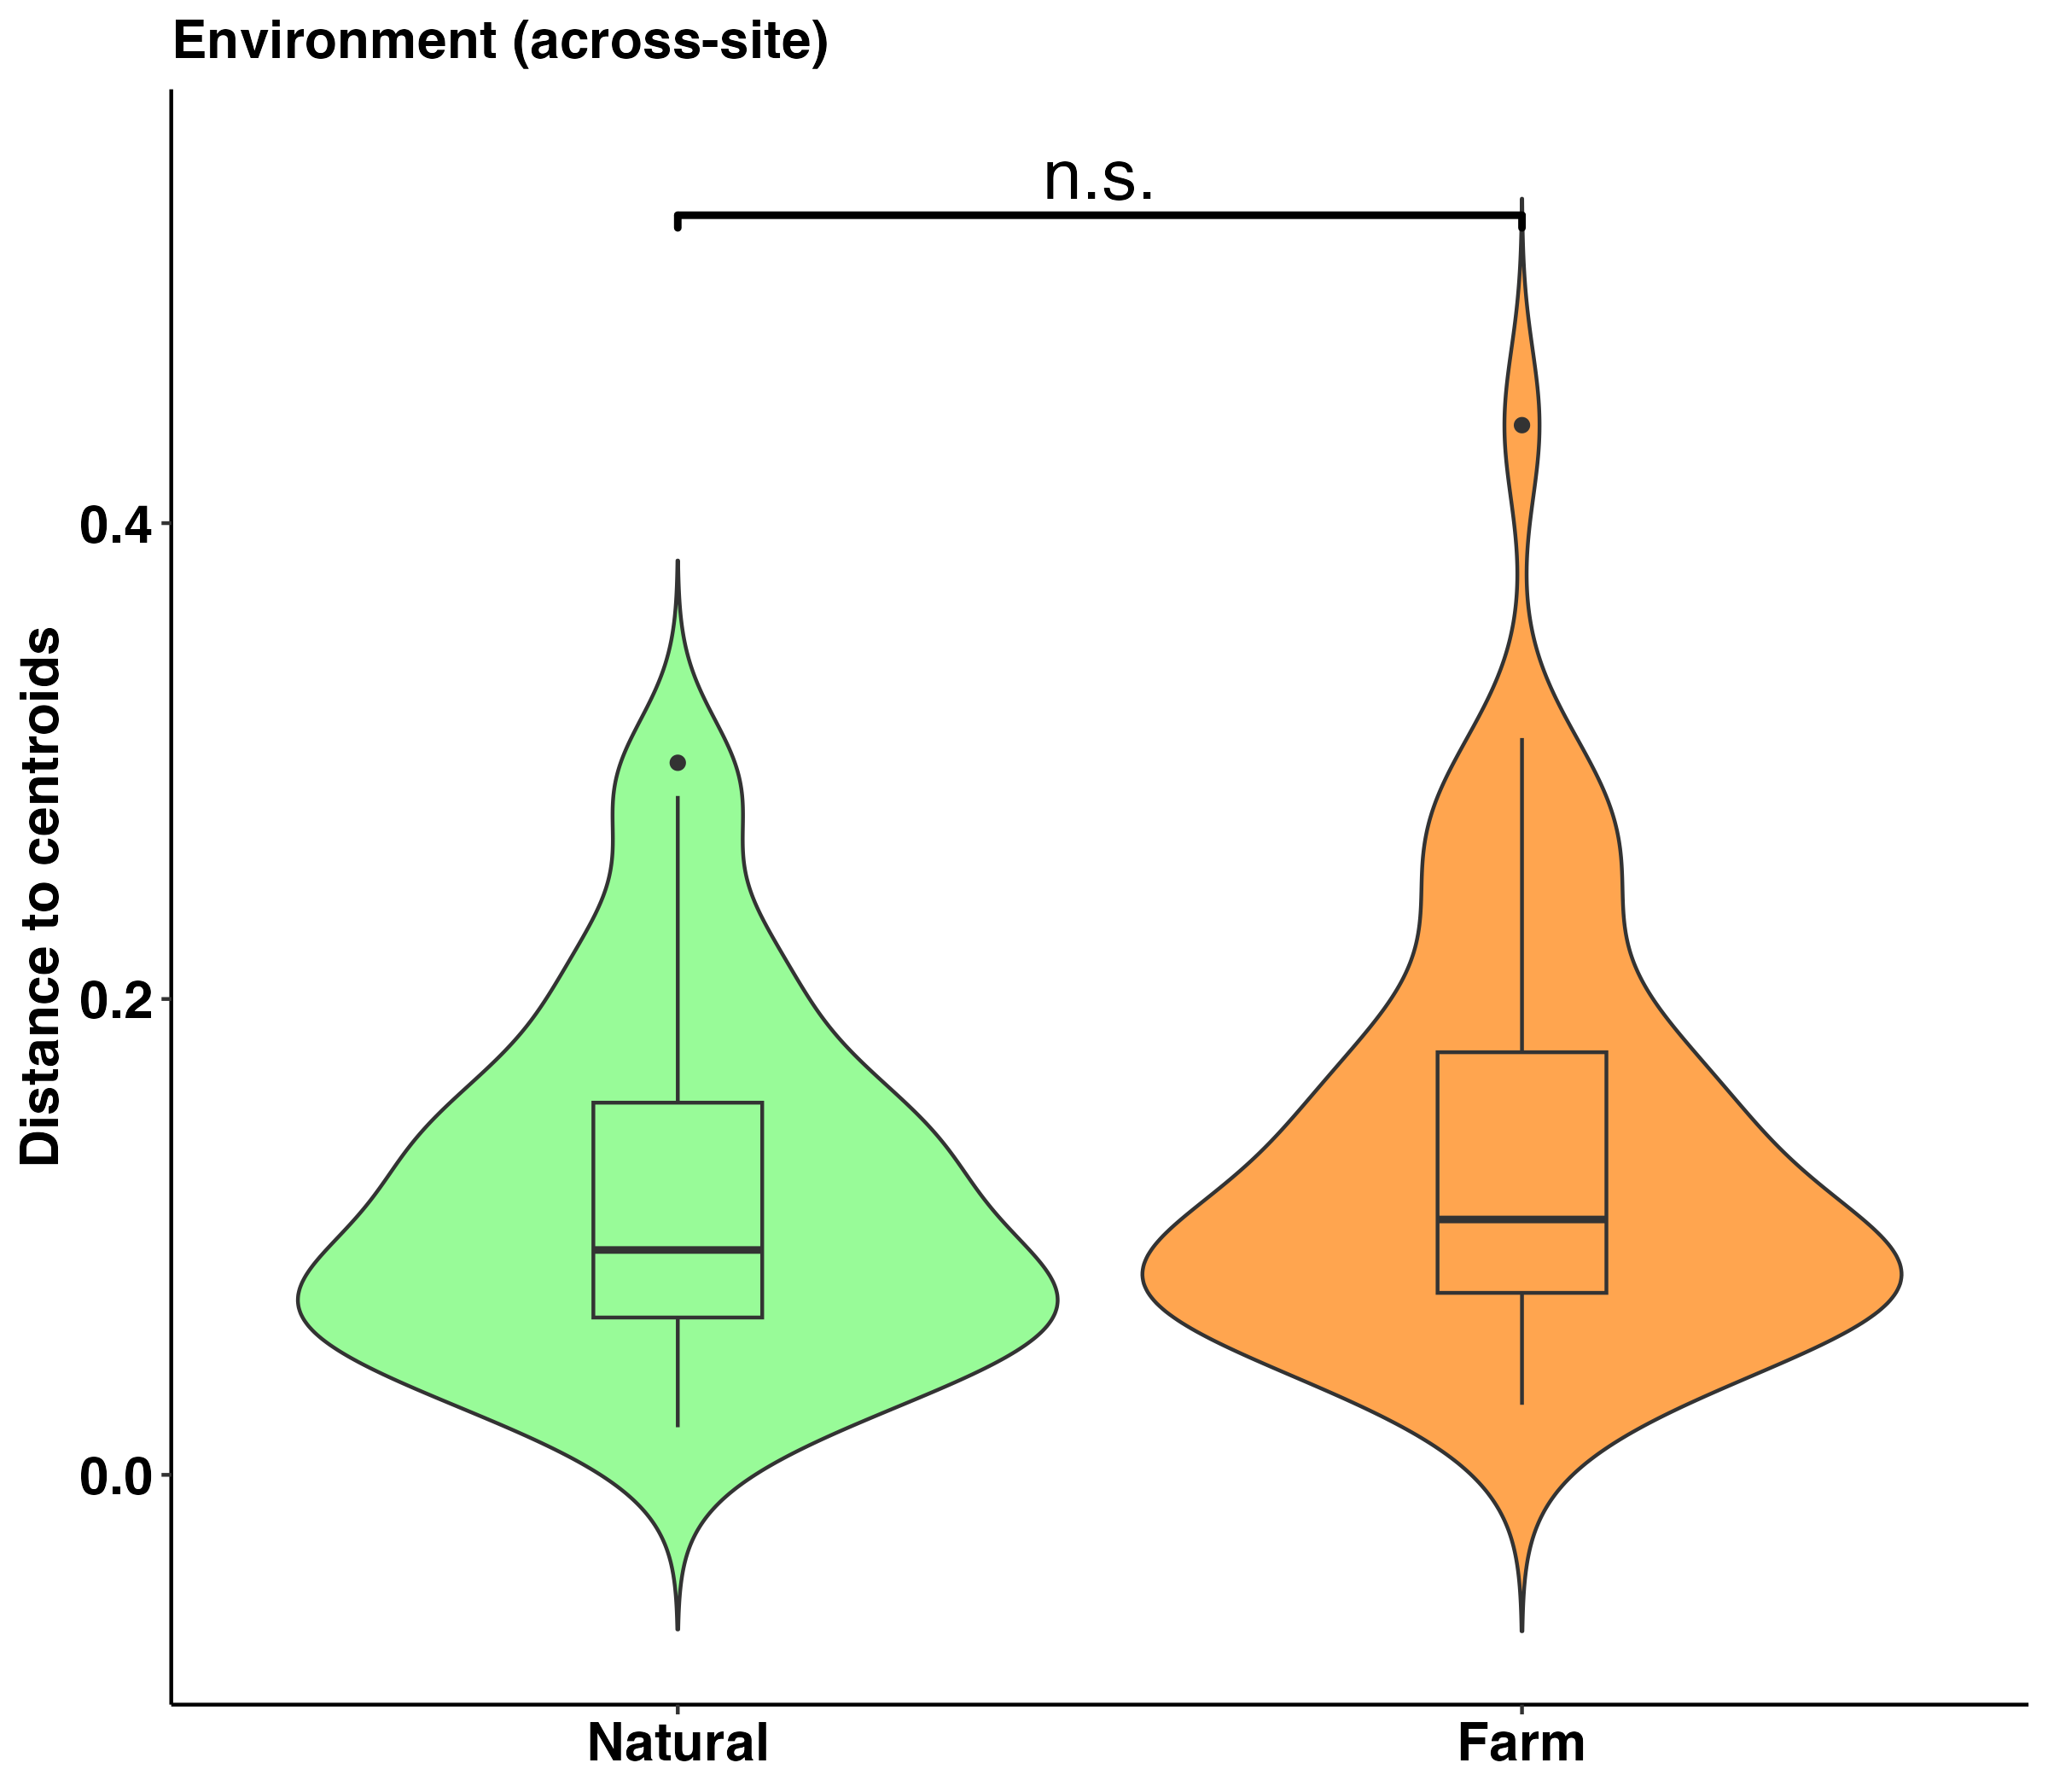 Environment (across-site)
n.s.
Distance to centroids
0.4
0.2
0.0
Natural
Farm